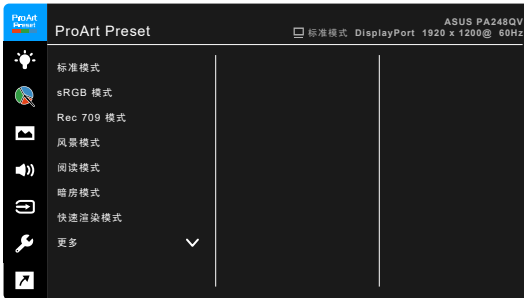 ProArt
Preset
ProArt Preset
ASUS PA248QV
标准模式 DisplayPort 1920 x 1200@ 60Hz
标准模式
sRGB 模式
Rec 709 模式
风景模式
阅读模式
暗房模式
快速渲染模式
更多